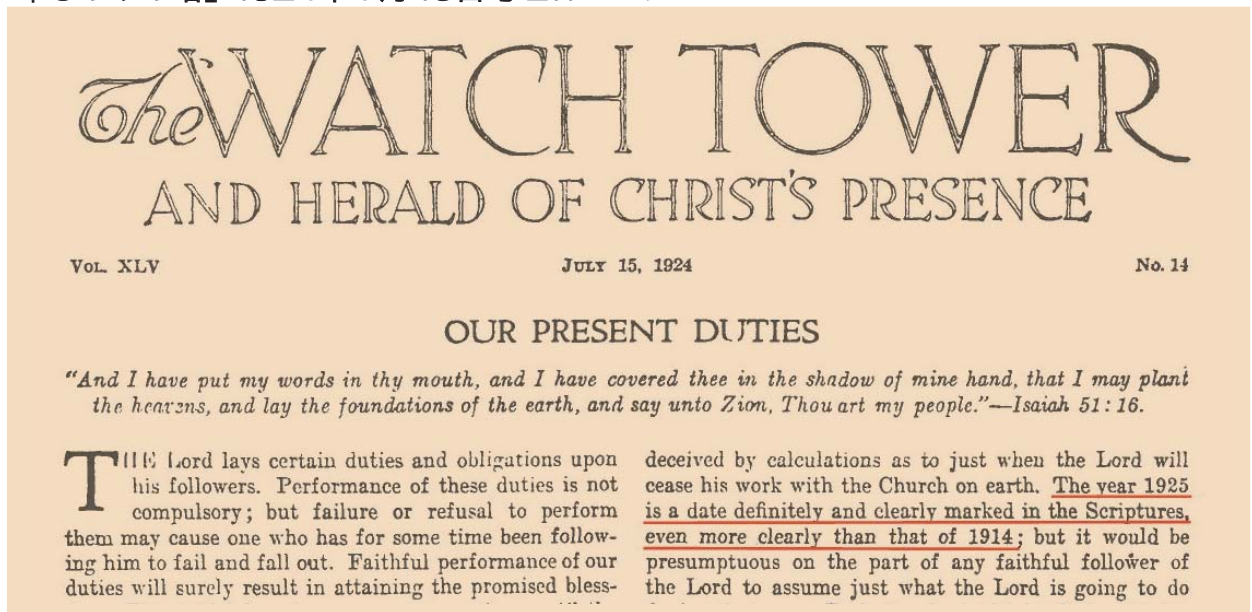 The WATCH TOWER
AND HERALD OF CHRIST'S PRESENCE
VOL. XLV JULY 15, 1924 No. 14
OUR PRESENT DUTIES
"And I have put my words in thy mouth, and I have covered thee in the shadow of mine hand, that I may plant
the heavens, and lay the foundations of the earth, and say unto Zion, Thou art my people."—Isaiah 51:16.
THE Lord lays certain duties and obligations upon
his followers. Performance of these duties is not
compulsory; but failure or refusal to perform
them may cause one who has for some time been follow-
ing him to fail and fall out. Faithful performance of our
duties will surely result in attaining the promised bless-
deceived by calculations as to just when the Lord will
cease his work with the Church on earth. The year 1925
is a date definitely and clearly marked in the Scriptures,
even more clearly than that of 1914; but it would be
presumptuous on the part of any faithful follower of
the Lord to assume just what the Lord is going to do